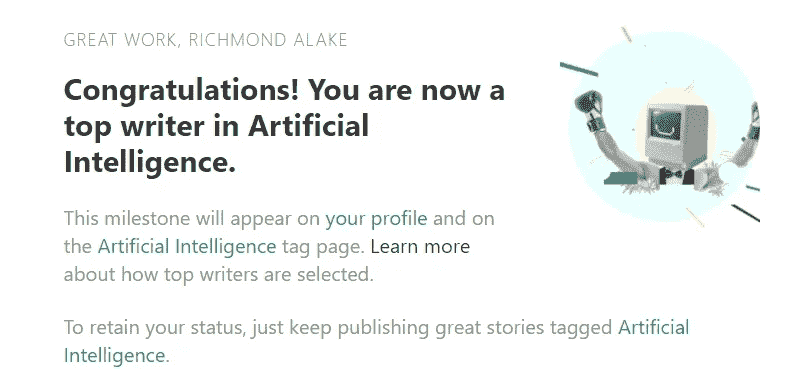 GREAT WORK, RICHMOND ALAKE
Congratulations! You are now a
top writer in Artificial
Intelligence.
This milestone will appear on your profile and on
the Artificial Intelligence tag page. Learn more
about how top writers are selected.
To retain your status, just keep publishing great stories tagged Artificial
Intelligence.